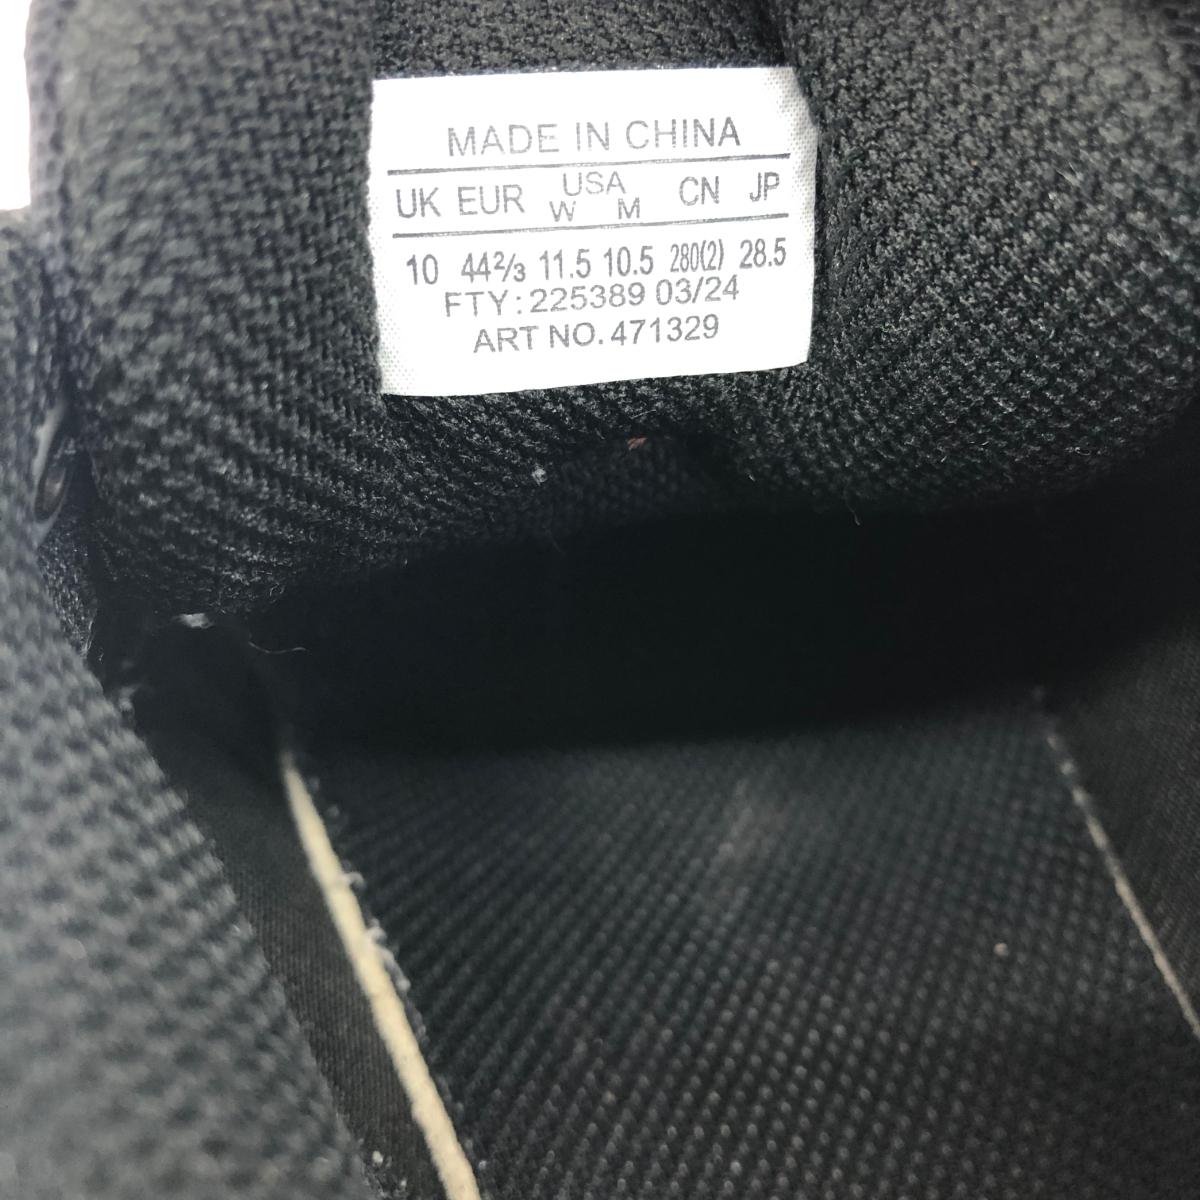 MADE IN CHINA
UK EUR USA W M CN JP
10 44⅔ 11.5 10.5 280(2) 28.5
FTY: 225389 03/24
ART NO. 471329